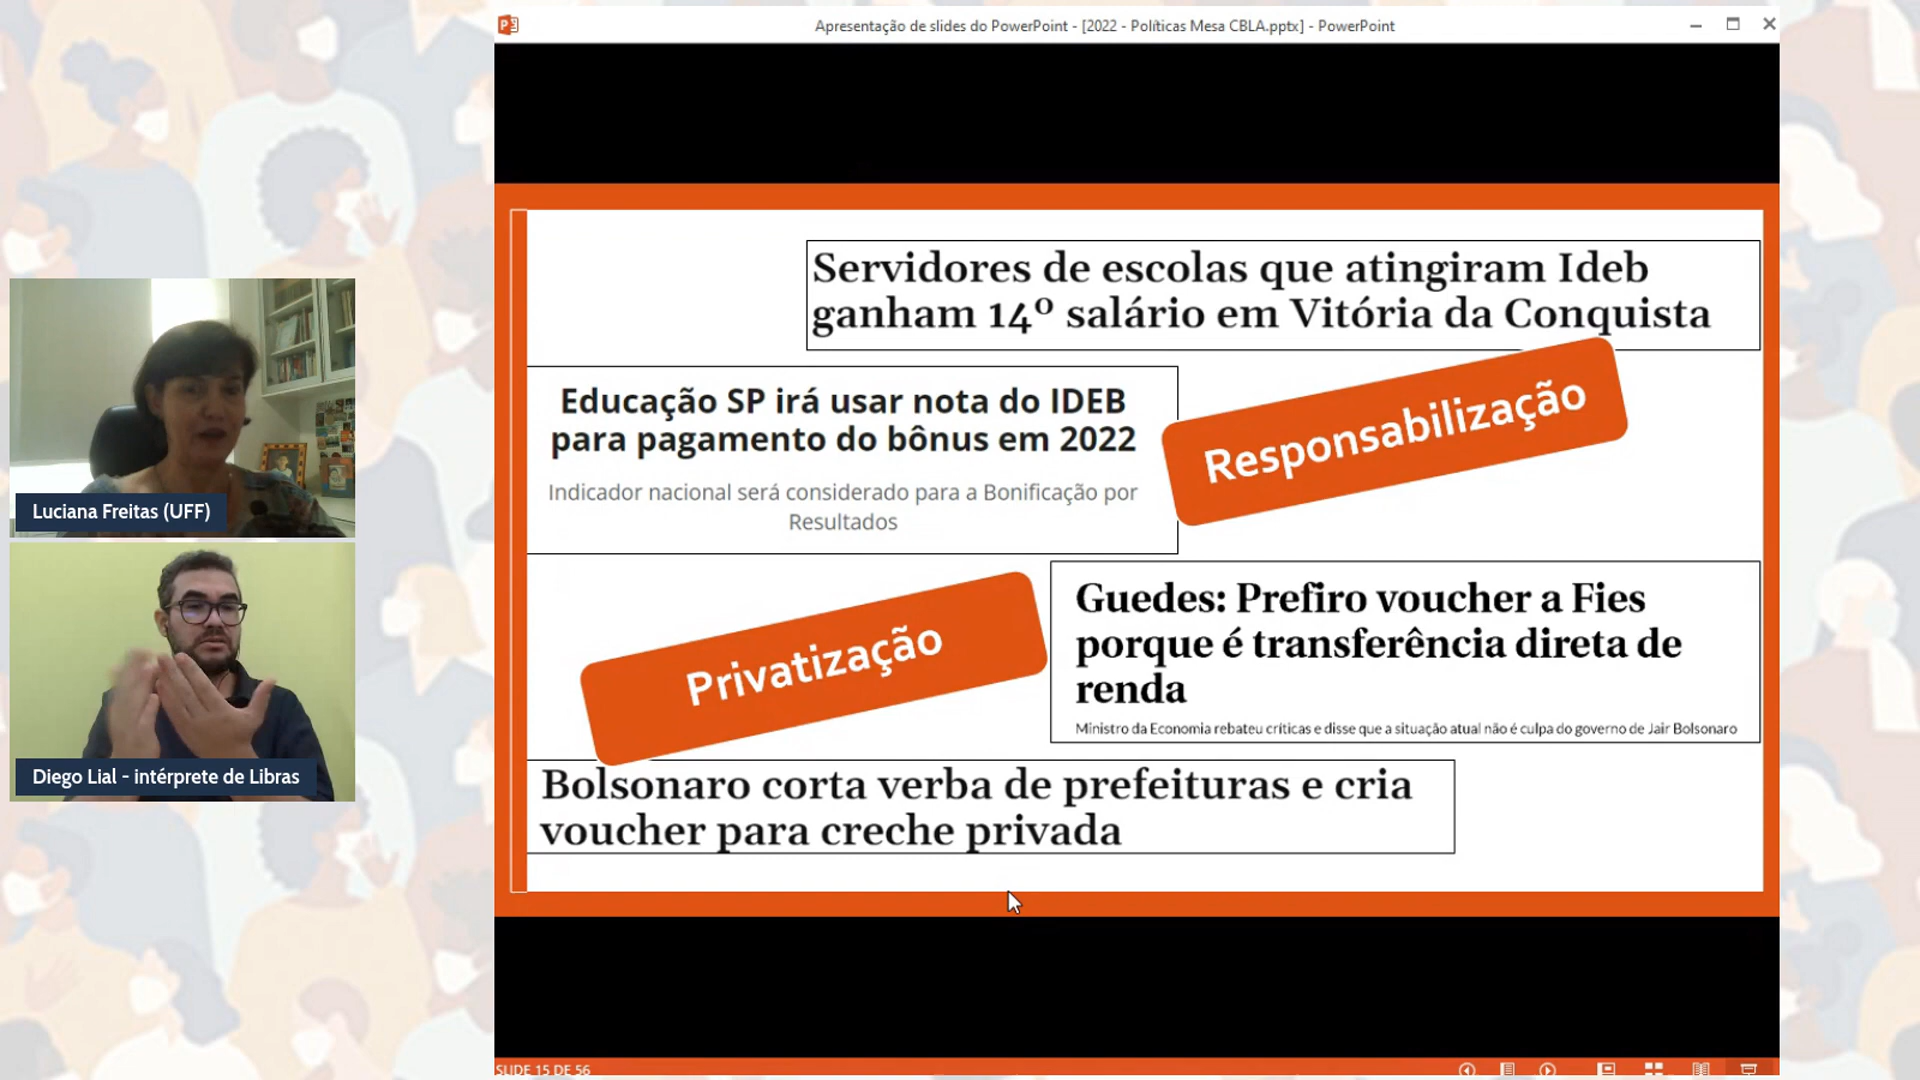 Apresentação de slides do PowerPoint - [2022 - Políticas Mesa CBLA.pptx] - PowerPoint
Servidores de escolas que atingiram Ideb
ganham 14º salário em Vitória da Conquista
Educação SP irá usar nota do IDEB
para pagamento do bônus em 2022
Indicador nacional será considerado para a Bonificação por
Resultados
Responsabilização
Privatização
Guedes: Prefiro voucher a Fies
porque é transferência direta de
renda
Ministro da Economia rebateu críticas e disse que a situação atual não é culpa do governo de Jair Bolsonaro
Bolsonaro corta verba de prefeituras e cria
voucher para creche privada
Luciana Freitas (UFF)
Diego Lial - intérprete de Libras
SLIDE 15 DE 56